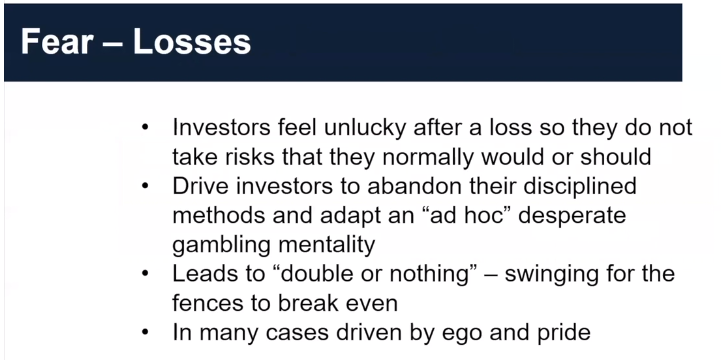 Fear – Losses
• Investors feel unlucky after a loss so they do not
take risks that they normally would or should
• Drive investors to abandon their disciplined
methods and adapt an “ad hoc” desperate
gambling mentality
• Leads to “double or nothing” – swinging for the
fences to break even
• In many cases driven by ego and pride